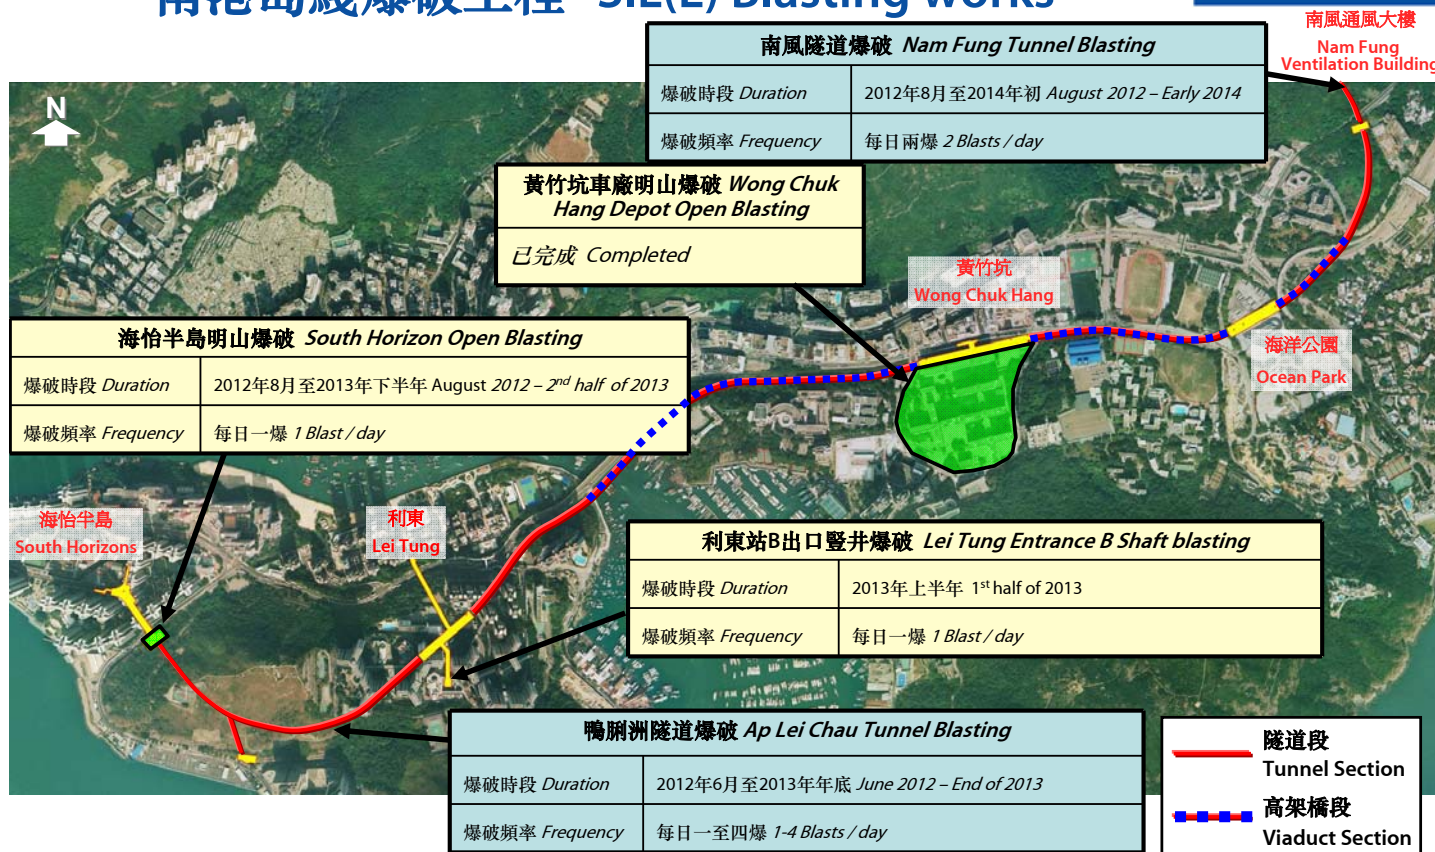 南港島綫爆破工程 SIL(E) Blasting works
南風通風大樓
Nam Fung
Ventilation Building
南風隧道爆破 Nam Fung Tunnel Blasting
爆破時段 Duration 2012年8月至2014年初 August 2012 – Early 2014
爆破頻率 Frequency 每日兩爆 2 Blasts / day
N
黃竹坑車廠明山爆破 Wong Chuk
Hang Depot Open Blasting
已完成 Completed
黃竹坑
Wong Chuk Hang
海怡半島明山爆破 South Horizon Open Blasting
爆破時段 Duration 2012年8月至2013年下半年 August 2012 – 2nd half of 2013
爆破頻率 Frequency 每日一爆 1 Blast / day
海洋公園
Ocean Park
海怡半島
South Horizons
利東
Lei Tung
利東站B出口豎井爆破 Lei Tung Entrance B Shaft blasting
爆破時段 Duration 2013年上半年 1st half of 2013
爆破頻率 Frequency 每日一爆 1 Blast / day
鴨脷洲隧道爆破 Ap Lei Chau Tunnel Blasting
爆破時段 Duration 2012年6月至2013年年底 June 2012 – End of 2013
爆破頻率 Frequency 每日一至四爆 1-4 Blasts / day
隧道段
Tunnel Section
高架橋段
Viaduct Section